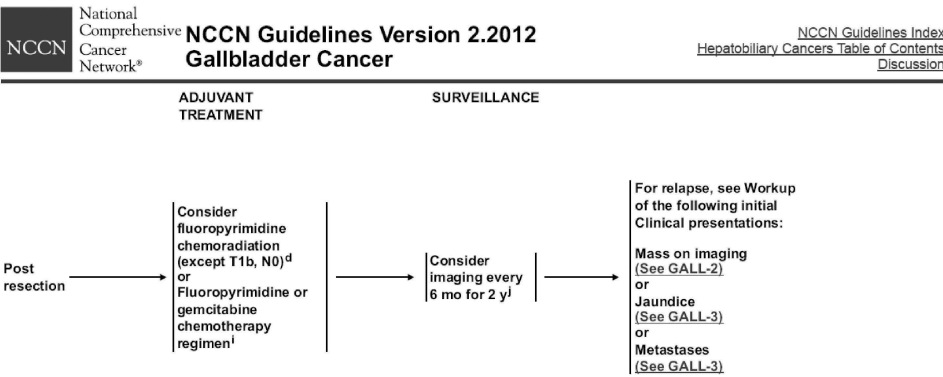 NCCN
National
Comprehensive
Cancer
Network®
NCCN Guidelines Version 2.2012
Gallbladder Cancer
NCCN Guidelines Index
Hepatobiliary Cancers Table of Contents
Discussion
ADJUVANT
TREATMENT
SURVEILLANCE
Post
resection
Consider
fluoropyrimidine
chemoradiation
(except T1b, N0)d
or
Fluoropyrimidine or
gemcitabine
chemotherapy
regimeni
Consider
imaging every
6 mo for 2 yj
For relapse, see Workup
of the following initial
Clinical presentations:
Mass on imaging
(See GALL-2)
or
Jaundice
(See GALL-3)
or
Metastases
(See GALL-3)